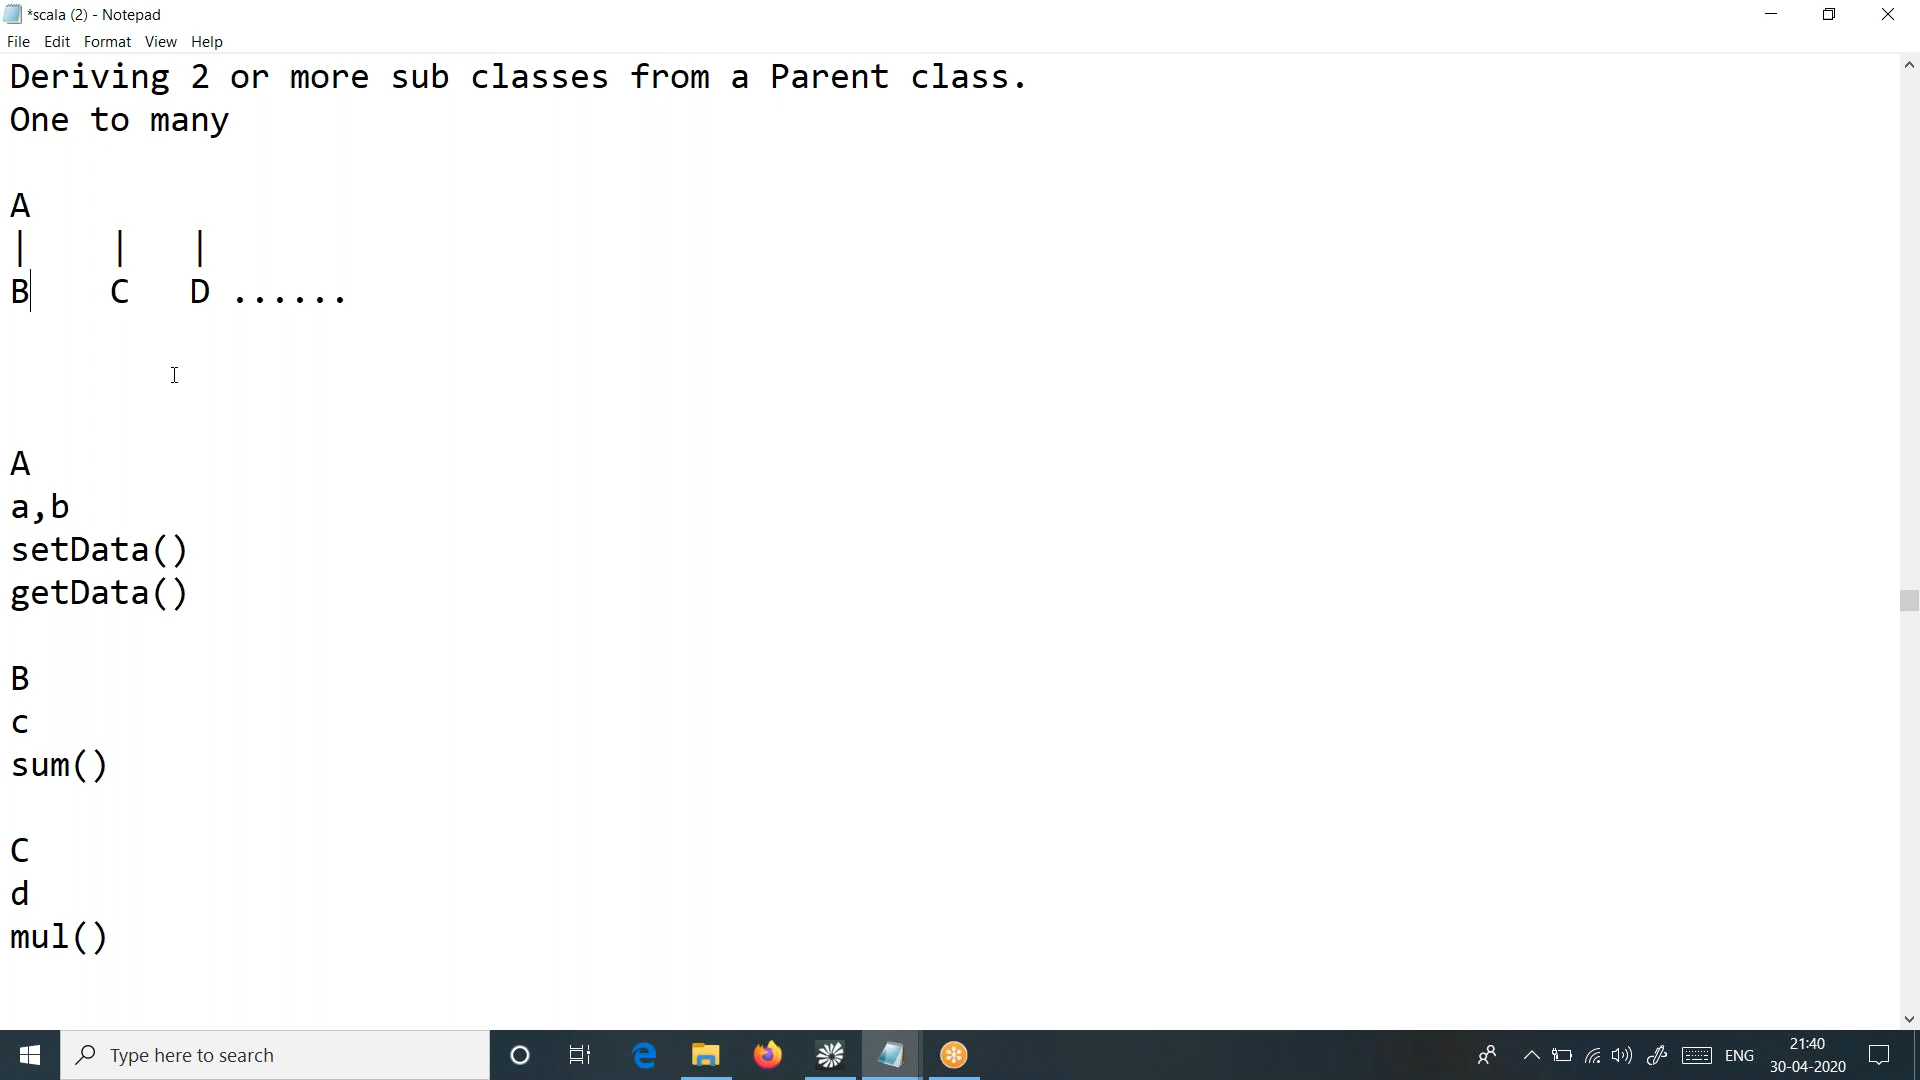 *scala (2) - Notepad
File Edit Format View Help
Deriving 2 or more sub classes from a Parent class.
One to many
A
| | |
B C D ......
A
a,b
setData()
getData()
B
c
sum()
C
d
mul()
Type here to search
ENG
21:40
30-04-2020